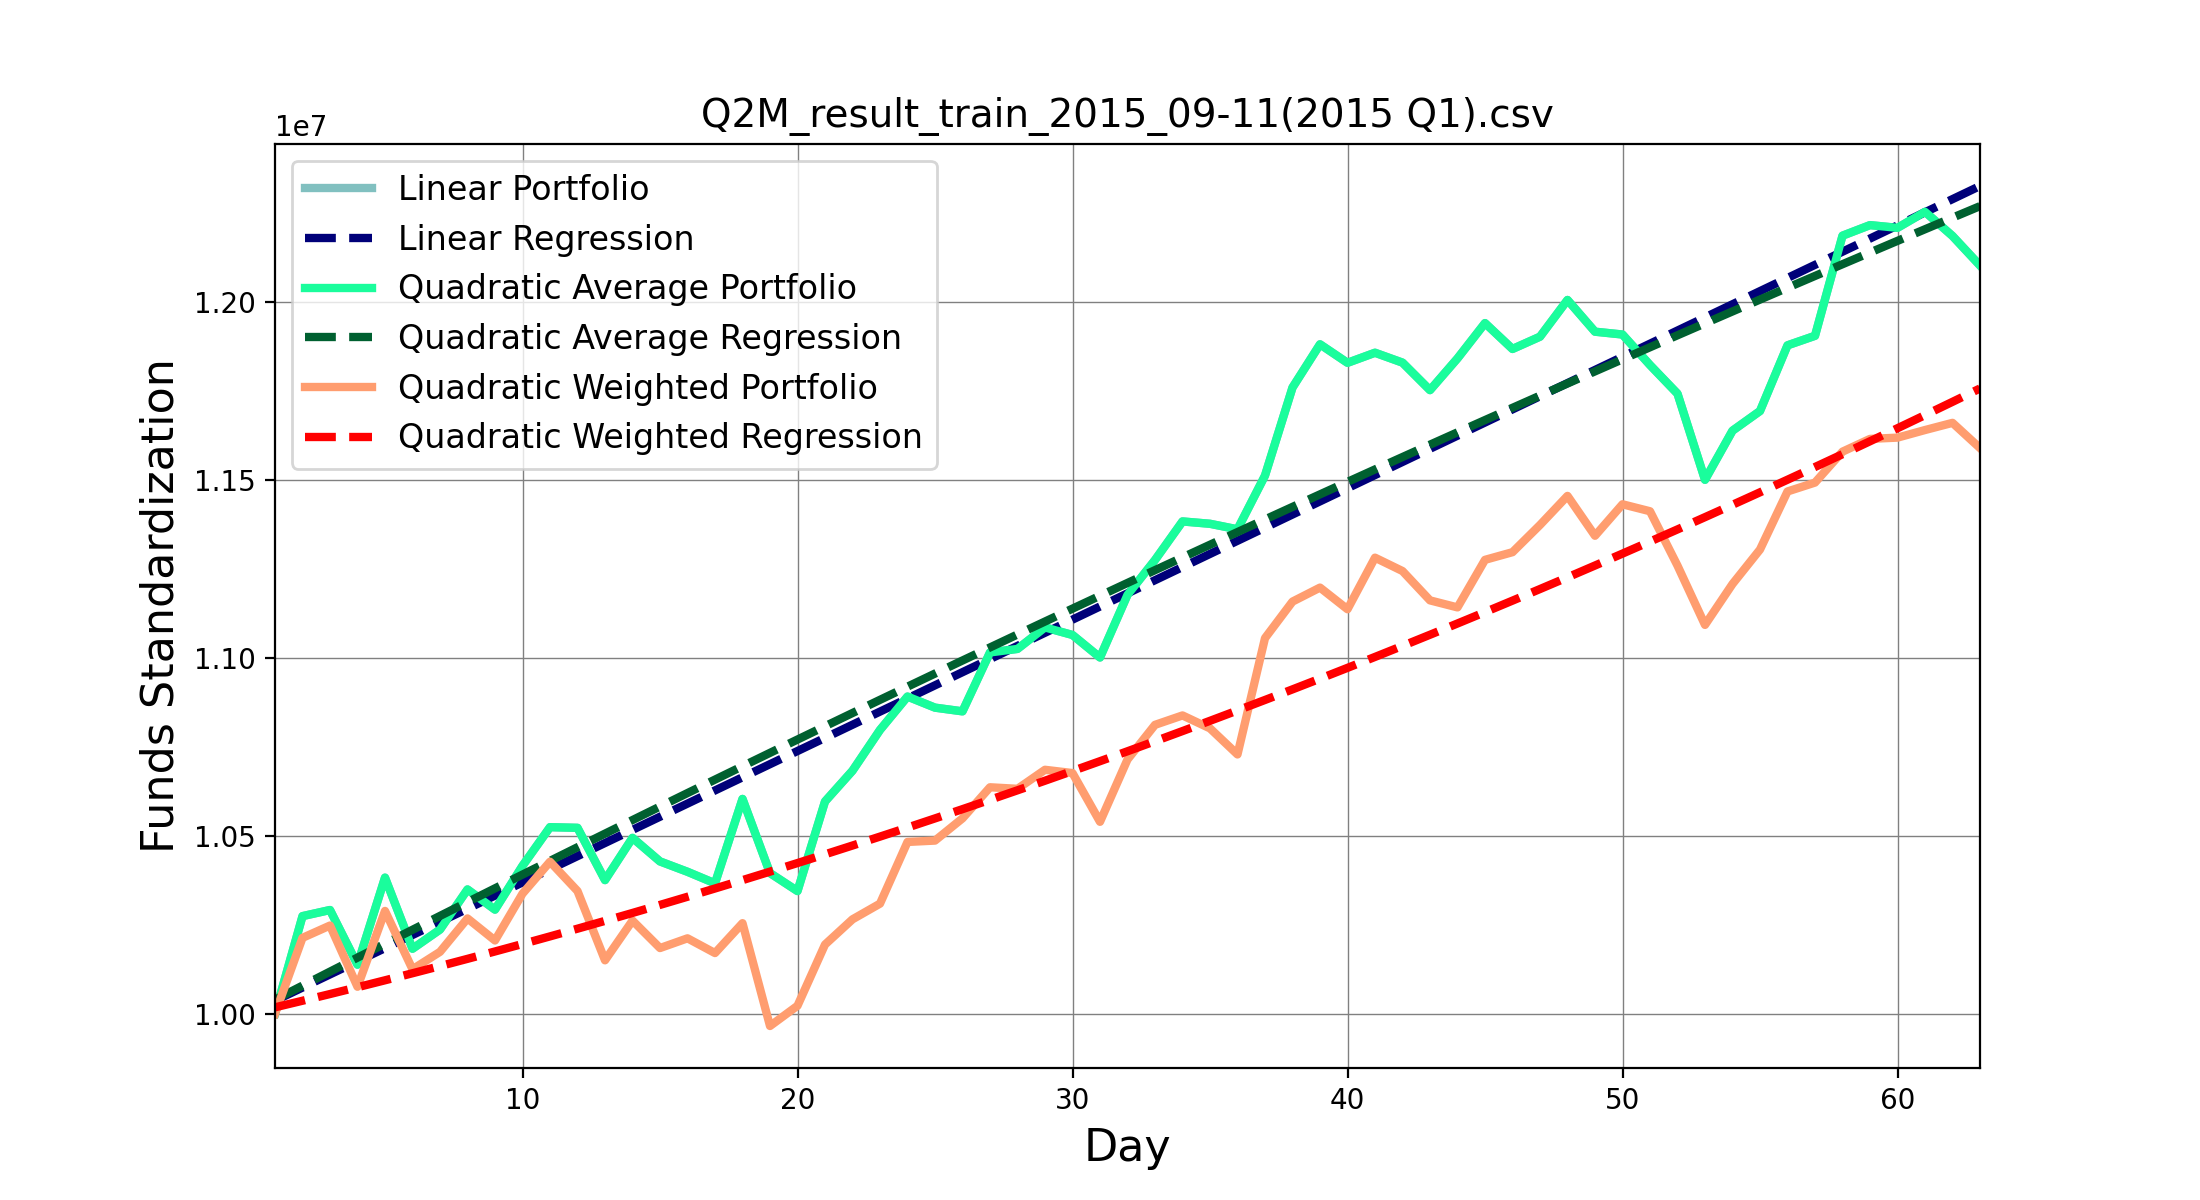 Q2M_result_train_2015_09-11(2015 Q1).csv
1e7
Linear Portfolio
Linear Regression
Quadratic Average Portfolio
Quadratic Average Regression
Quadratic Weighted Portfolio
Quadratic Weighted Regression
Funds Standardization
1.20
1.15
1.10
1.05
1.00
10 20 30 40 50 60
Day